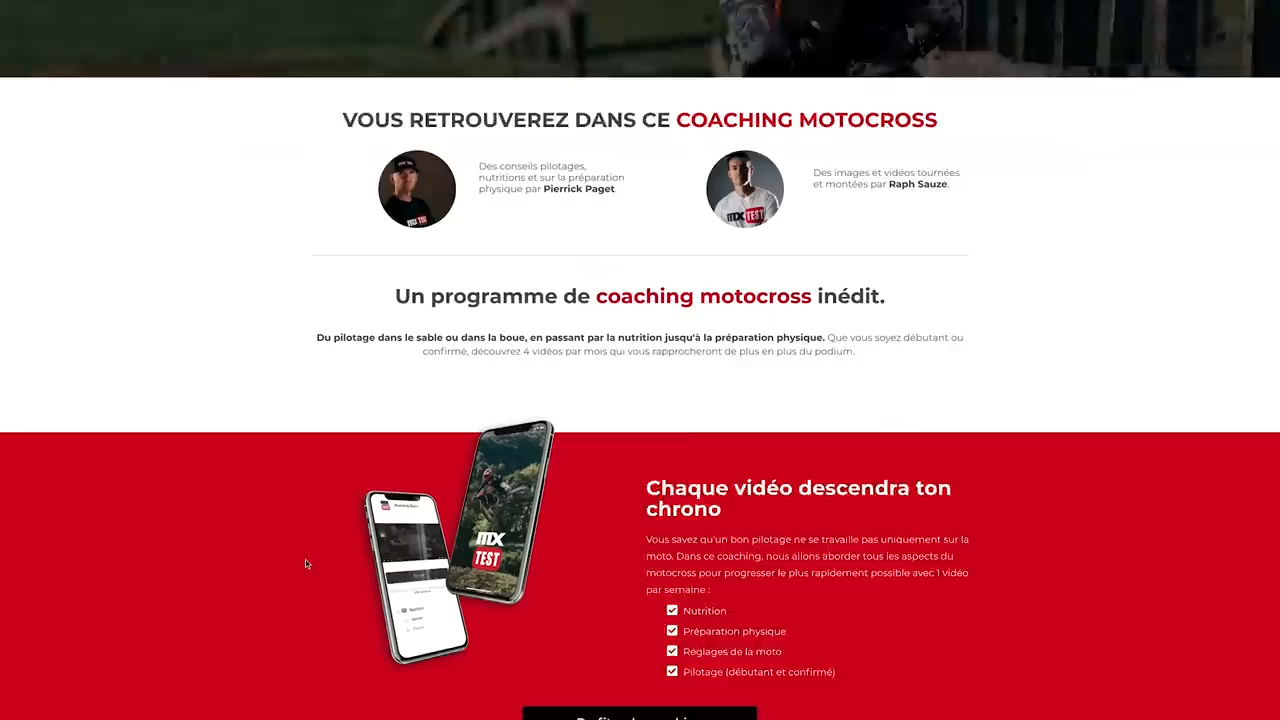 VOUS RETROUVEREZ DANS CE COACHING MOTOCROSS
Des conseils pilotages,
nutritions et sur la préparation
physique par Pierrick Paget.
Des images et vidéos tournées
et montées par Raph Sauze.
MX TEST
MX TEST
Un programme de coaching motocross inédit.
Du pilotage dans le sable ou dans la boue, en passant par la nutrition jusqu'à la préparation physique. Que vous soyez débutant ou
confirmé, découvrez 4 vidéos par mois qui vous rapprocheront de plus en plus du podium.
MX
TEST
Chaque vidéo descendra ton
chrono
Vous savez qu'un bon pilotage ne se travaille pas uniquement sur la
moto. Dans ce coaching, nous allons aborder tous les aspects du
motocross pour progresser le plus rapidement possible avec 1 vidéo
par semaine :
Nutrition
Préparation physique
Réglages de la moto
Pilotage (débutant et confirmé)